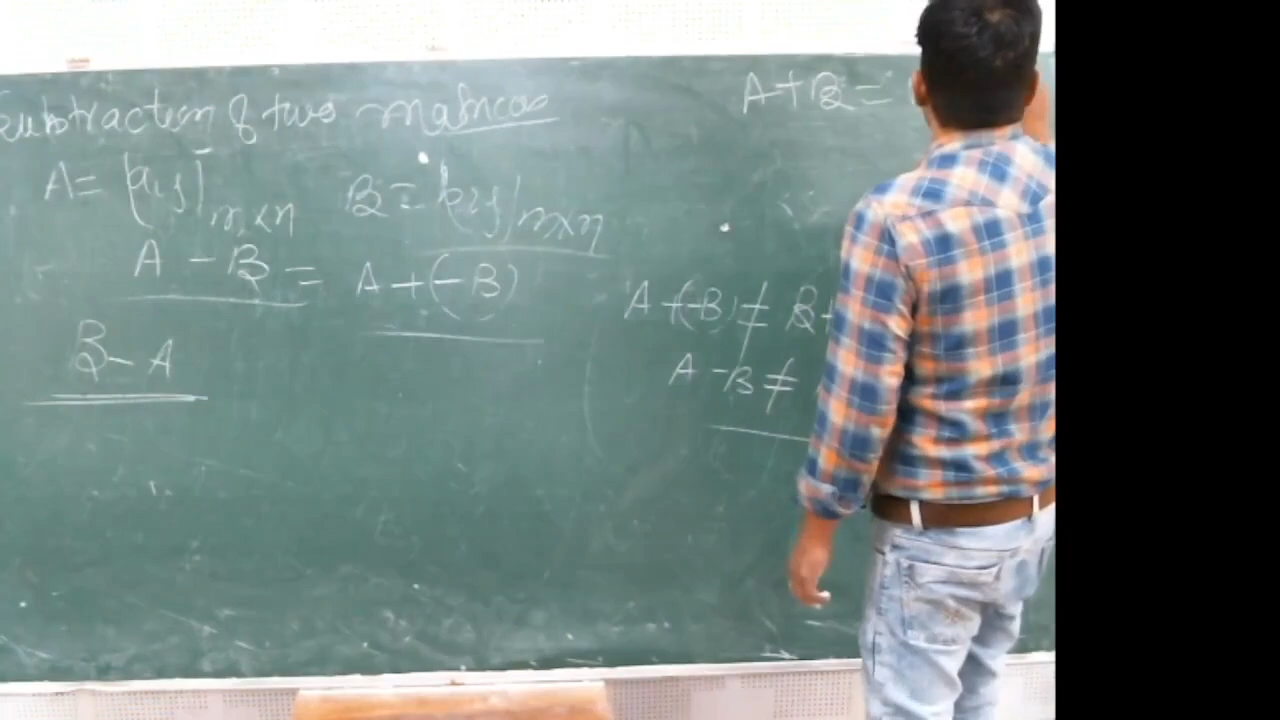 Subtraction of two matrices
A = [aij]m×n B = [bij]m×n
A - B = A + (-B)
B - A
A + B =
A + (-B) ≠ B +
A - B ≠